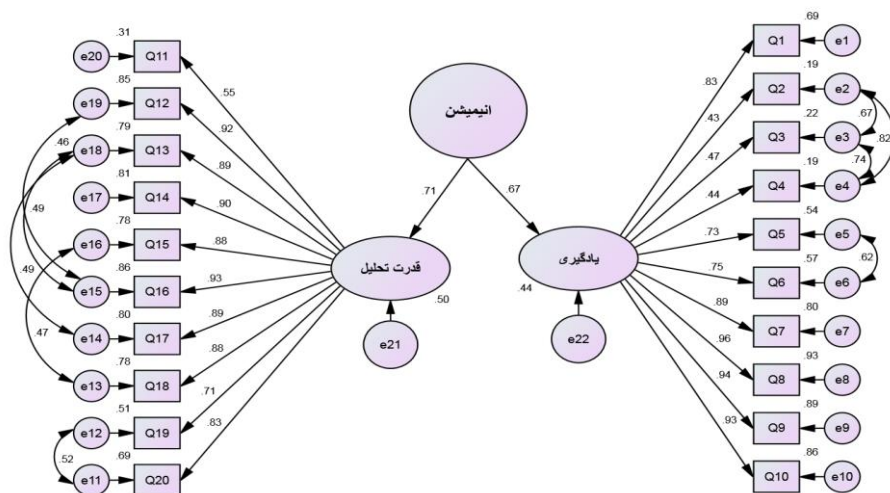 .31
e20
Q11
.55
.85
e19
Q12
.92
.46
.79
e18
Q13
.89
.81
e17
Q14
.90
.49
.78
e16
Q15
.88
.86
e15
Q16
.93
.49
.80
e14
Q17
.89
.47
.78
e13
Q18
.88
.51
e12
Q19
.71
.52
.69
e11
Q20
.83
انیمیشن
.71
.67
قدرت تحلیل
.50
e21
یادگیری
.44
e22
.69
Q1
e1
.83
.19
Q2
e2
.43
.67
.82
.22
Q3
e3
.47
.74
.19
Q4
e4
.44
.54
Q5
e5
.73
.62
.57
Q6
e6
.75
.80
Q7
e7
.89
.93
Q8
e8
.96
.89
Q9
e9
.94
.86
Q10
e10
.93